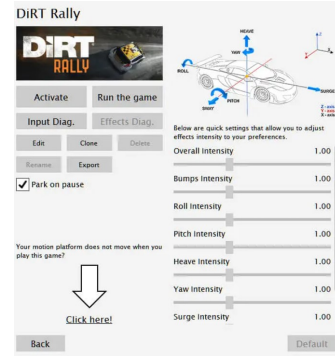 DiRT Rally
DiRT
RALLY
Activate
Run the game
Input Diag.
Effects Diag.
Edit
Clone
Delete
Rename
Export
Park on pause
Your motion platform does not move when you
play this game?
Click here!
Back
HEAVE
YAW
ROLL
PITCH
SWAY
SURGE
Z - axis
Y - axis
X - axis
Below are quick settings that allow you to adjust
effects intensity to your preferences.
Overall Intensity 1.00
Bumps Intensity 1.00
Roll Intensity 1.00
Pitch Intensity 1.00
Heave Intensity 1.00
Yaw Intensity 1.00
Surge Intensity 1.00
Default